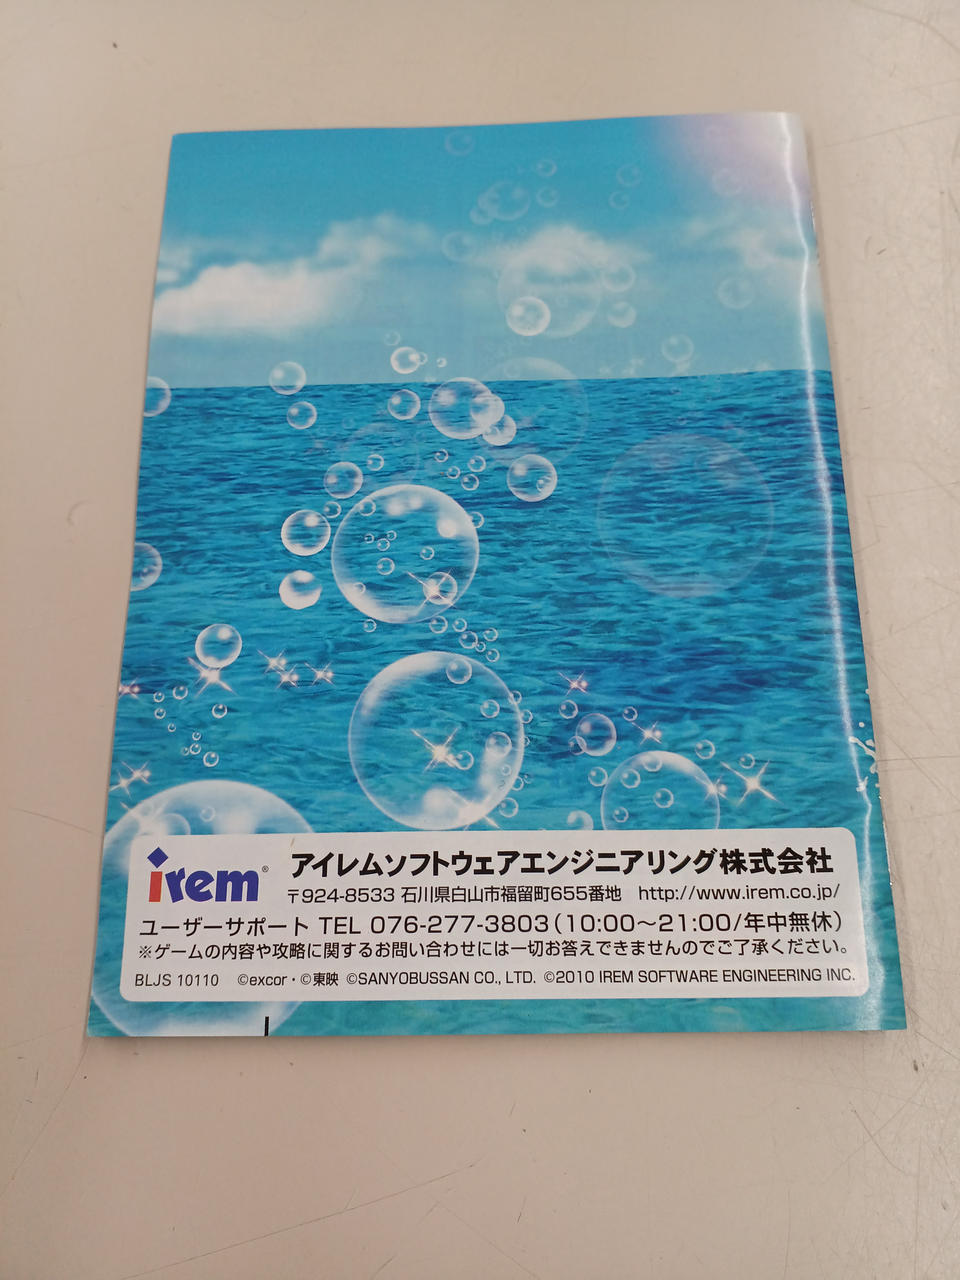 irem® アイレムソフトウェアエンジニアリング株式会社
〒924-8533 石川県白山市福留町655番地 http://www.irem.co.jp/
ユーザーサポート TEL 076-277-3803(10:00〜21:00/年中無休)
※ゲームの内容や攻略に関するお問い合わせには一切お答えできませんのでご了承ください。
BLJS 10110 ©excor・©東映 ©SANYOBUSSAN CO., LTD. ©2010 IREM SOFTWARE ENGINEERING INC.